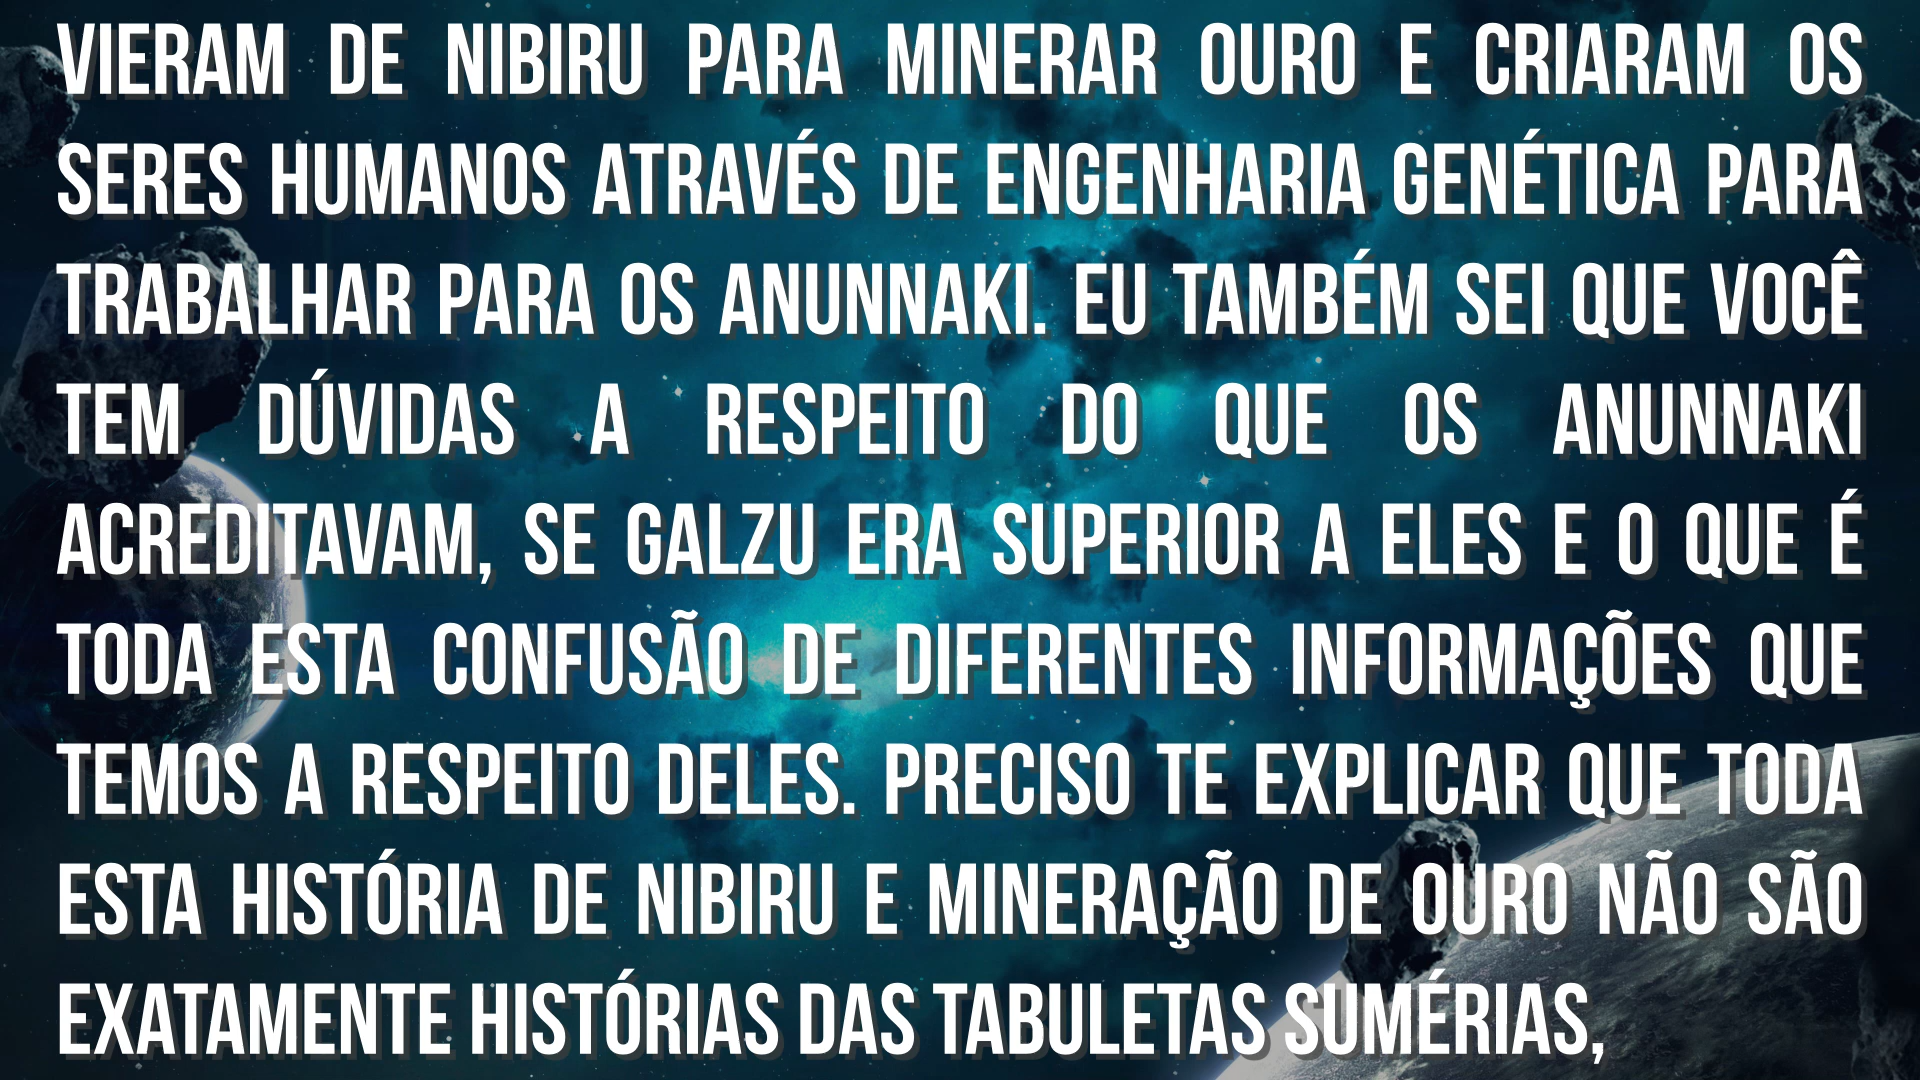 VIERAM DE NIBIRU PARA MINERAR OURO E CRIARAM OS
SERES HUMANOS ATRAVÉS DE ENGENHARIA GENÉTICA PARA
TRABALHAR PARA OS ANUNNAKI. EU TAMBÉM SEI QUE VOCÊ
TEM DÚVIDAS A RESPEITO DO QUE OS ANUNNAKI
ACREDITAVAM, SE GALZU ERA SUPERIOR A ELES E O QUE É
TODA ESTA CONFUSÃO DE DIFERENTES INFORMAÇÕES QUE
TEMOS A RESPEITO DELES. PRECISO TE EXPLICAR QUE TODA
ESTA HISTÓRIA DE NIBIRU E MINERAÇÃO DE OURO NÃO SÃO
EXATAMENTE HISTÓRIAS DAS TABULETAS SUMÉRIAS,